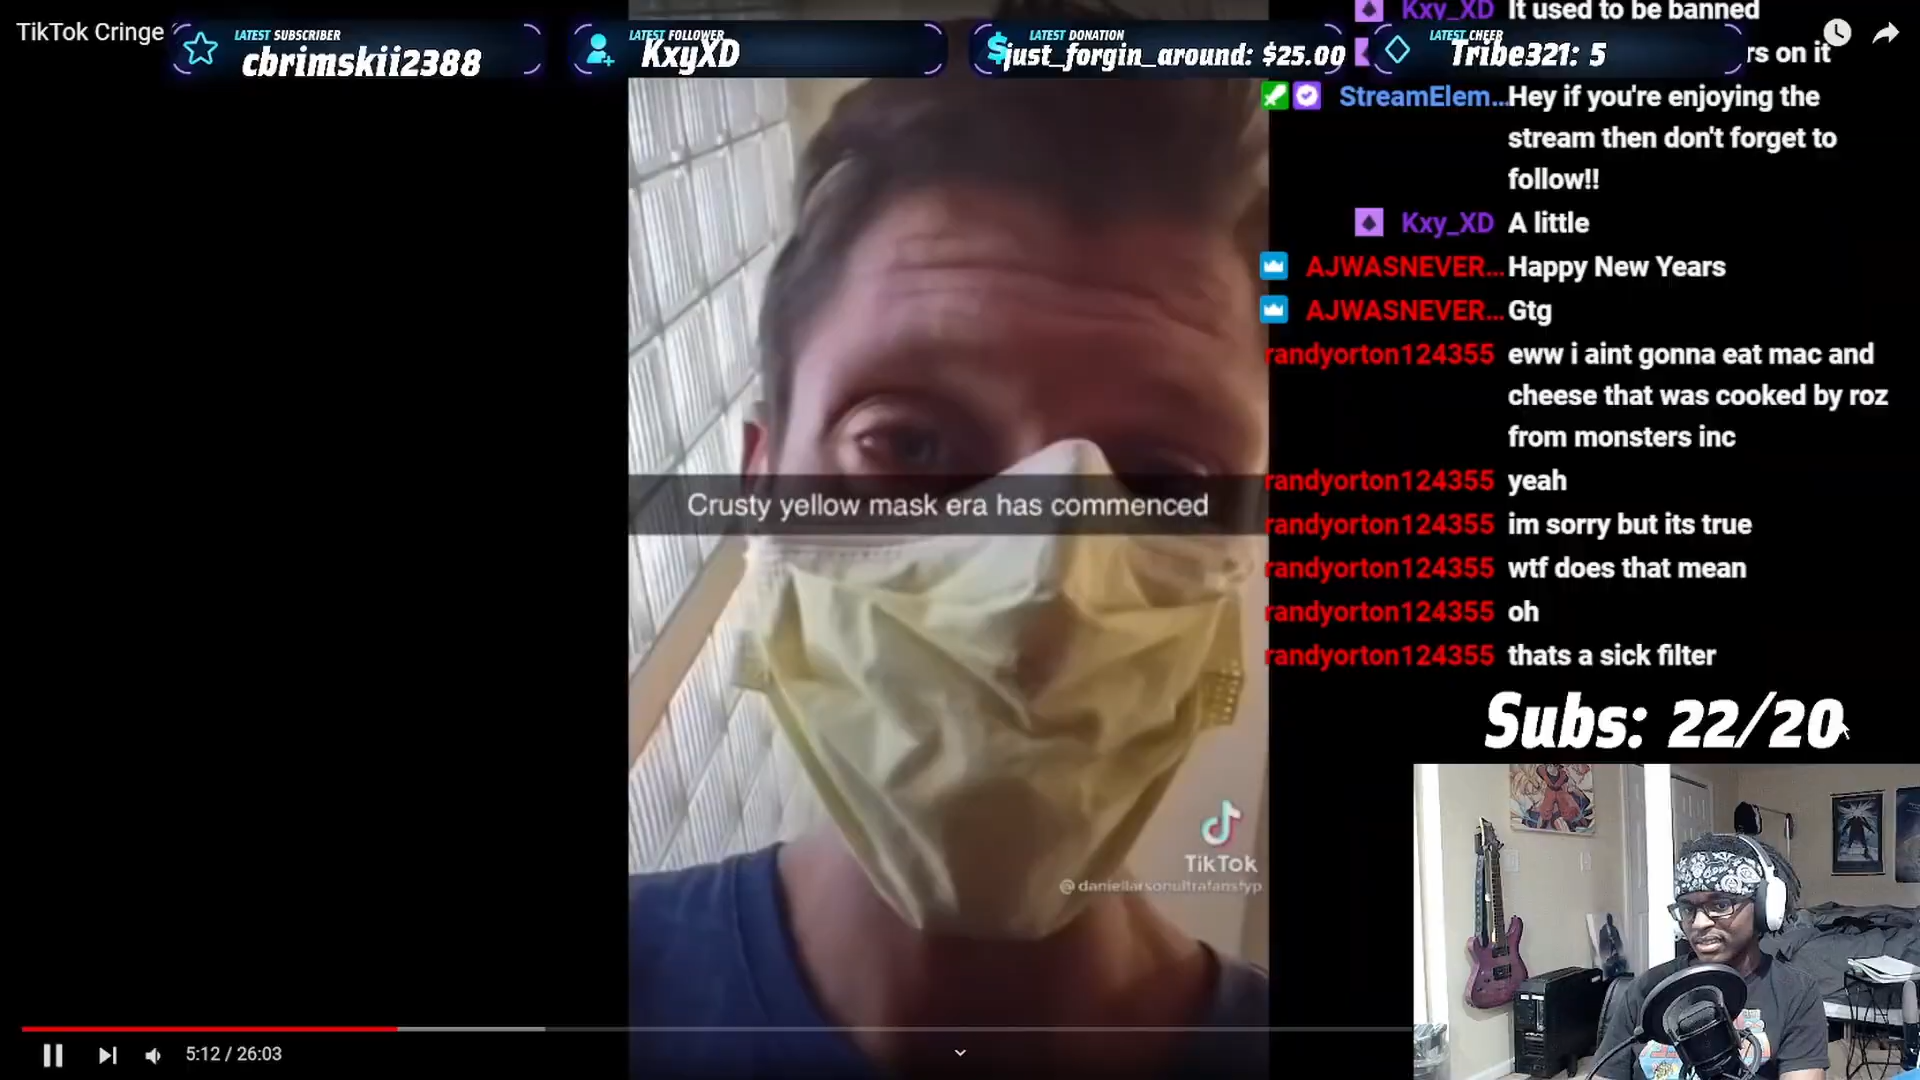 TikTok Cringe
LATEST SUBSCRIBER
cbrimskii2388
LATEST FOLLOWER
KxyXD
LATEST DONATION
just_forgin_around: $25.00
LATEST CHEER
Tribe321: 5
Kxy_XD It used to be banned
rs on it
StreamElem... Hey if you're enjoying the
stream then don't forget to
follow!!
Kxy_XD A little
AJWASNEVER... Happy New Years
AJWASNEVER... Gtg
randyorton124355 eww i aint gonna eat mac and
cheese that was cooked by roz
from monsters inc
randyorton124355 yeah
randyorton124355 im sorry but its true
randyorton124355 wtf does that mean
randyorton124355 oh
randyorton124355 thats a sick filter
Crusty yellow mask era has commenced
TikTok
@daniellarsonultrafansfyp
Subs: 22/20
5:12 / 26:03